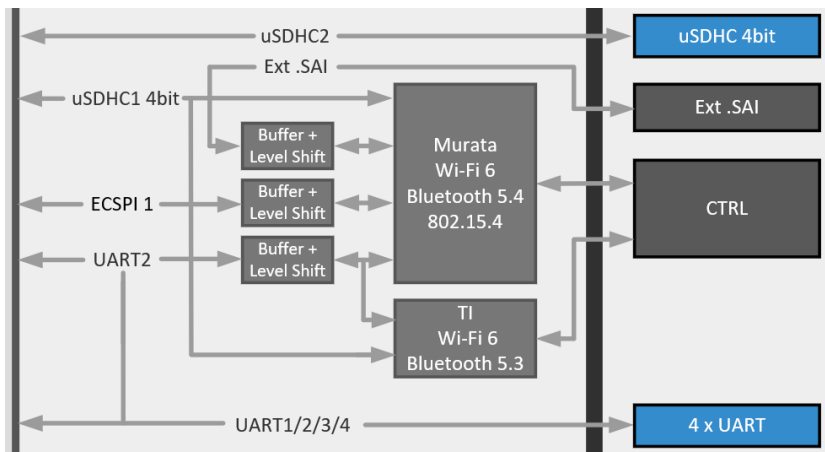 uSDHC2
uSDHC 4bit
Ext .SAI
uSDHC1 4bit
Ext .SAI
Buffer +
Level Shift
Murata
Wi-Fi 6
Bluetooth 5.4
802.15.4
ECSPI 1
Buffer +
Level Shift
CTRL
UART2
Buffer +
Level Shift
TI
Wi-Fi 6
Bluetooth 5.3
UART1/2/3/4
4 x UART